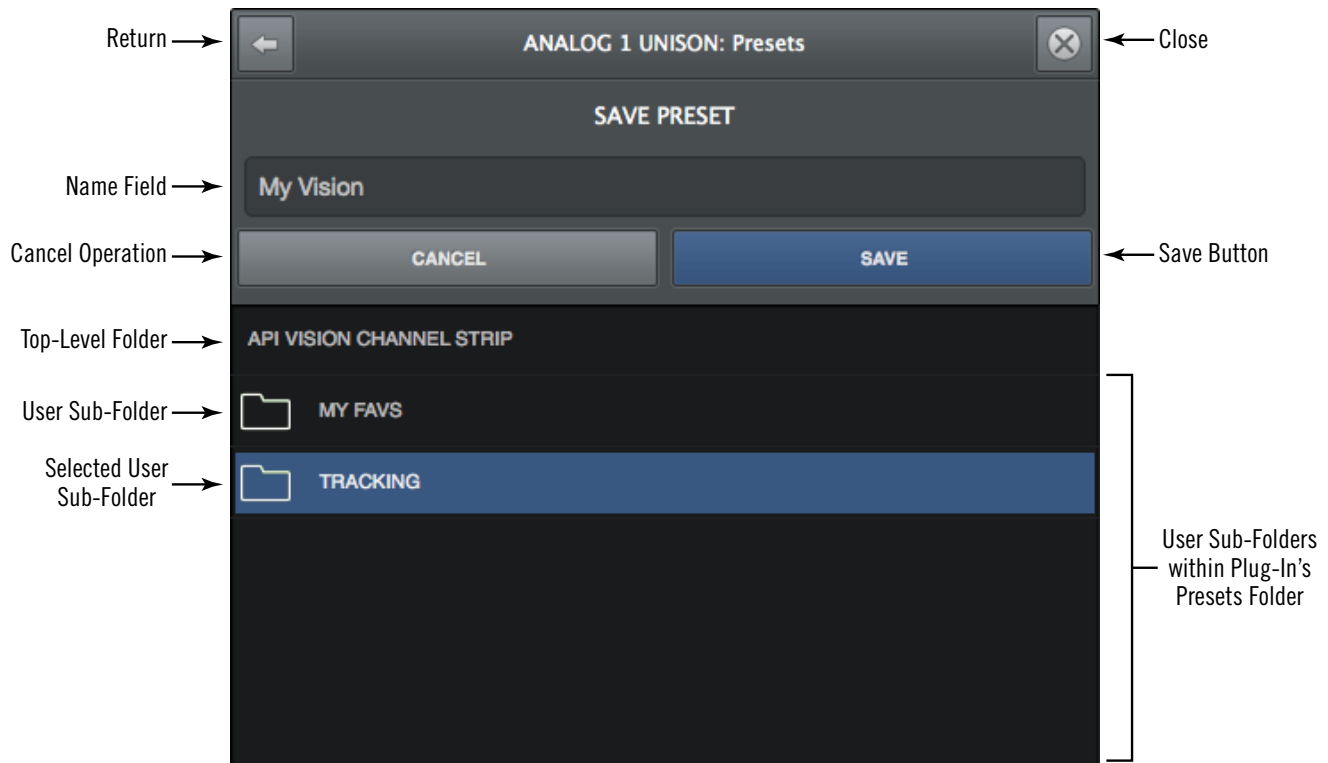 Return
ANALOG 1 UNISON: Presets
Close
SAVE PRESET
Name Field
My Vision
Cancel Operation
CANCEL
SAVE
Save Button
Top-Level Folder
API VISION CHANNEL STRIP
User Sub-Folder
MY FAVS
Selected User
Sub-Folder
TRACKING
User Sub-Folders
within Plug-In's
Presets Folder